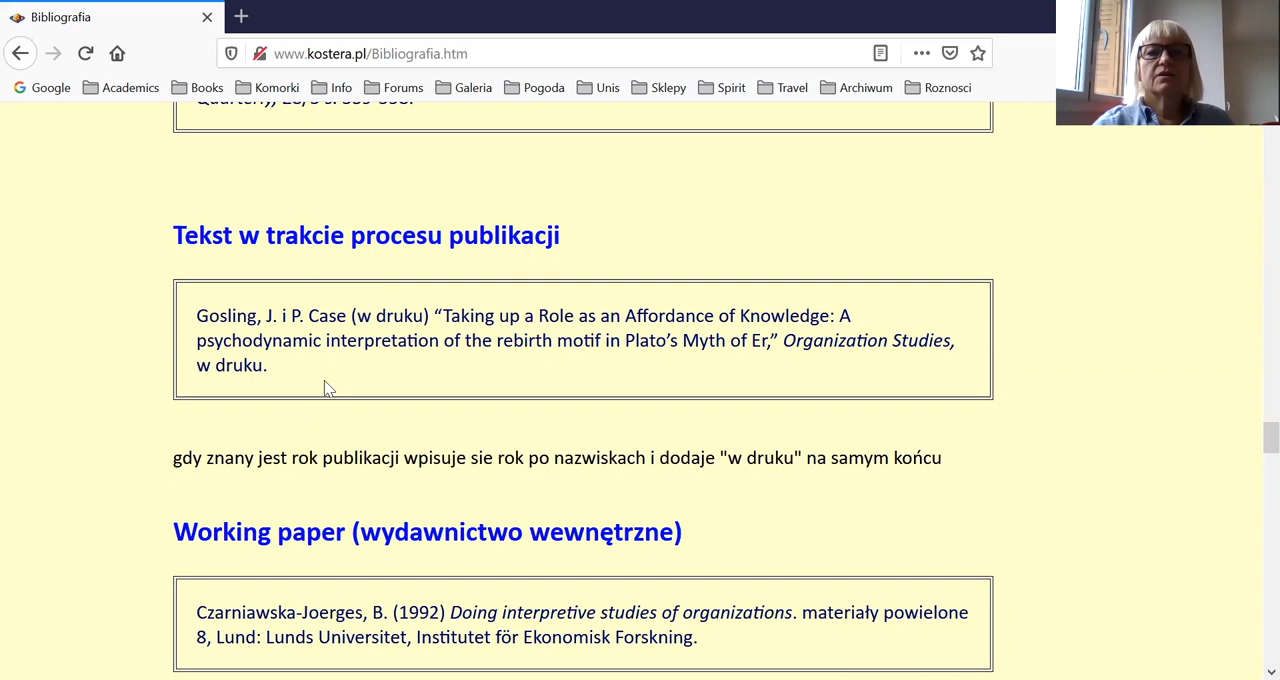 Bibliografia
www.kostera.pl/Bibliografia.htm
Google Academics Books Komorki Info Forums Galeria Pogoda Unis Sklepy Spirit Travel Archiwum Roznosci
Tekst w trakcie procesu publikacji
Gosling, J. i P. Case (w druku) “Taking up a Role as an Affordance of Knowledge: A
psychodynamic interpretation of the rebirth motif in Plato’s Myth of Er,” Organization Studies,
w druku.
gdy znany jest rok publikacji wpisuje sie rok po nazwiskach i dodaje "w druku" na samym końcu
Working paper (wydawnictwo wewnętrzne)
Czarniawska-Joerges, B. (1992) Doing interpretive studies of organizations. materiały powielone
8, Lund: Lunds Universitet, Institutet för Ekonomisk Forskning.